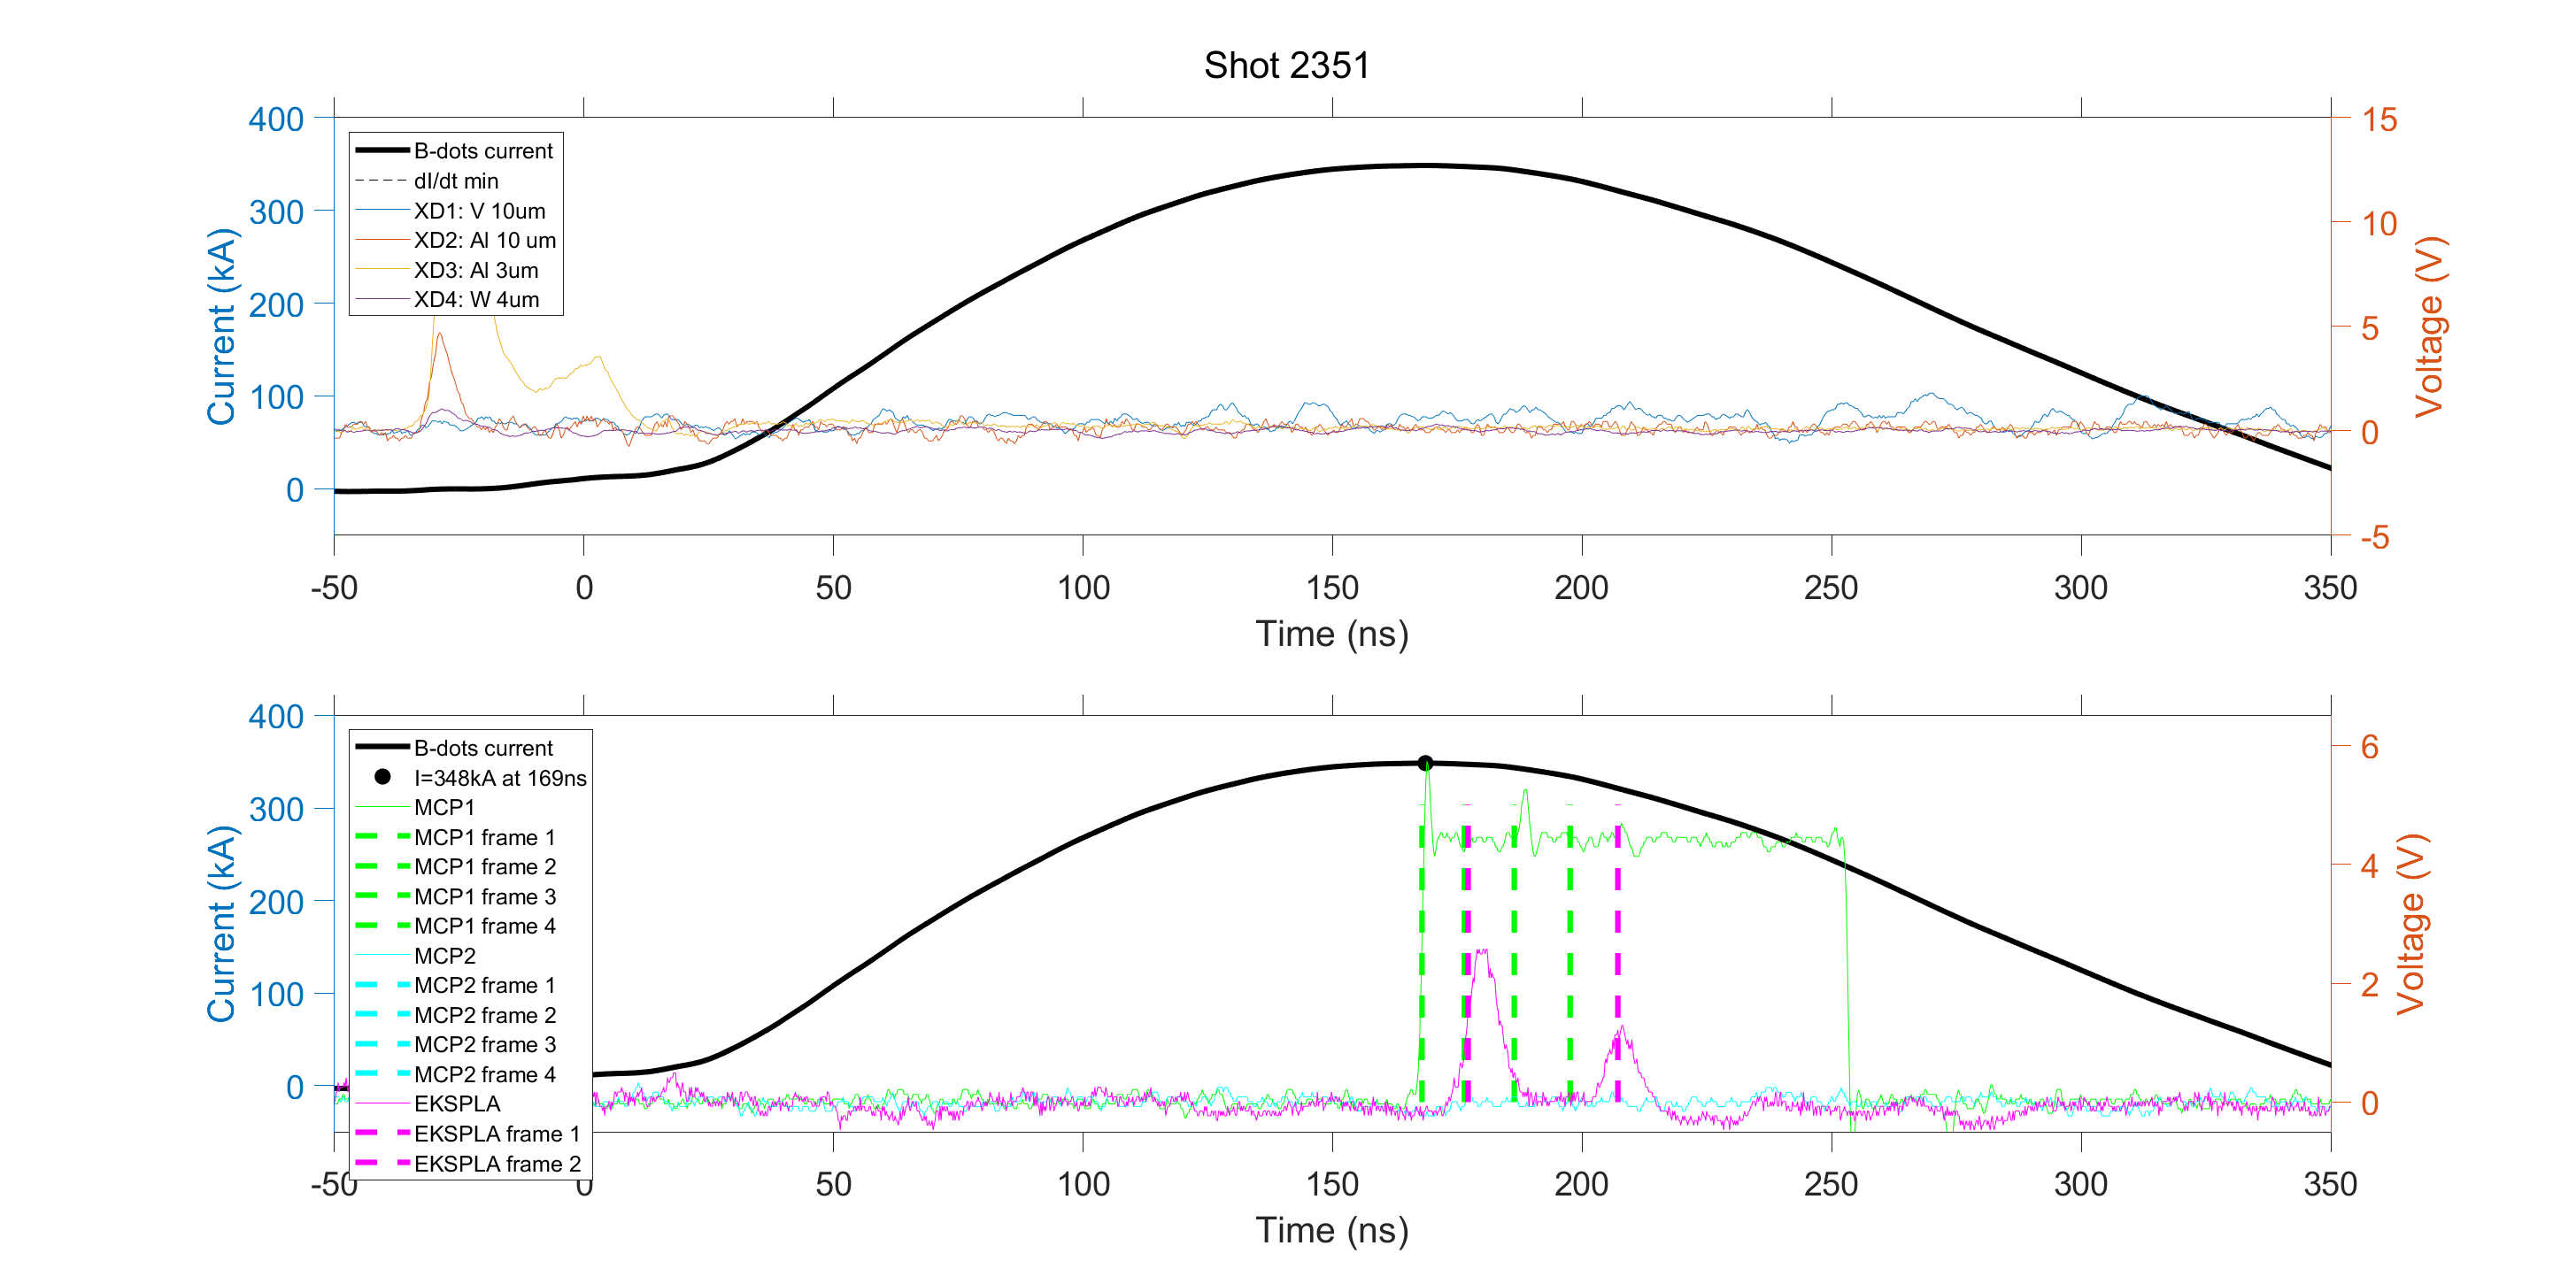 Shot 2351
400
300
200
100
0
Current (kA)
B-dots current
dI/dt min
XD1: V 10um
XD2: Al 10 um
XD3: Al 3um
XD4: W 4um
15
10
5
0
-5
Voltage (V)
-50 0 50 100 150 200 250 300 350
Time (ns)
400
300
200
100
0
Current (kA)
B-dots current
I=348kA at 169ns
MCP1
MCP1 frame 1
MCP1 frame 2
MCP1 frame 3
MCP1 frame 4
MCP2
MCP2 frame 1
MCP2 frame 2
MCP2 frame 3
MCP2 frame 4
EKSPLA
EKSPLA frame 1
EKSPLA frame 2
6
4
2
0
Voltage (V)
-50 0 50 100 150 200 250 300 350
Time (ns)